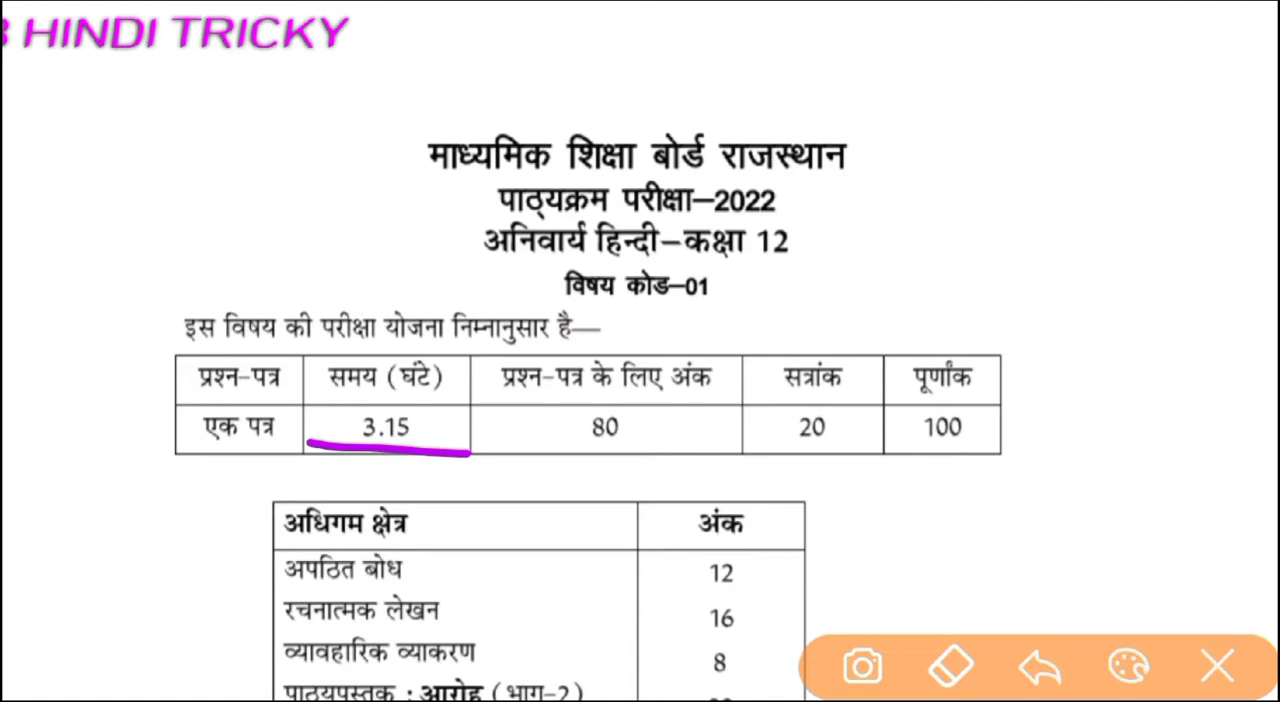 HINDI TRICKY
माध्यमिक शिक्षा बोर्ड राजस्थान
पाठ्यक्रम परीक्षा–2022
अनिवार्य हिन्दी–कक्षा 12
विषय कोड–01
इस विषय की परीक्षा योजना निम्नानुसार है—
प्रश्न-पत्र समय (घंटे) प्रश्न-पत्र के लिए अंक सत्रांक पूर्णांक
एक पत्र 3.15 80 20 100
अधिगम क्षेत्र अंक
अपठित बोध 12
रचनात्मक लेखन 16
व्यावहारिक व्याकरण 8
पाठ्यपुस्तक : आरोह (भाग-2)